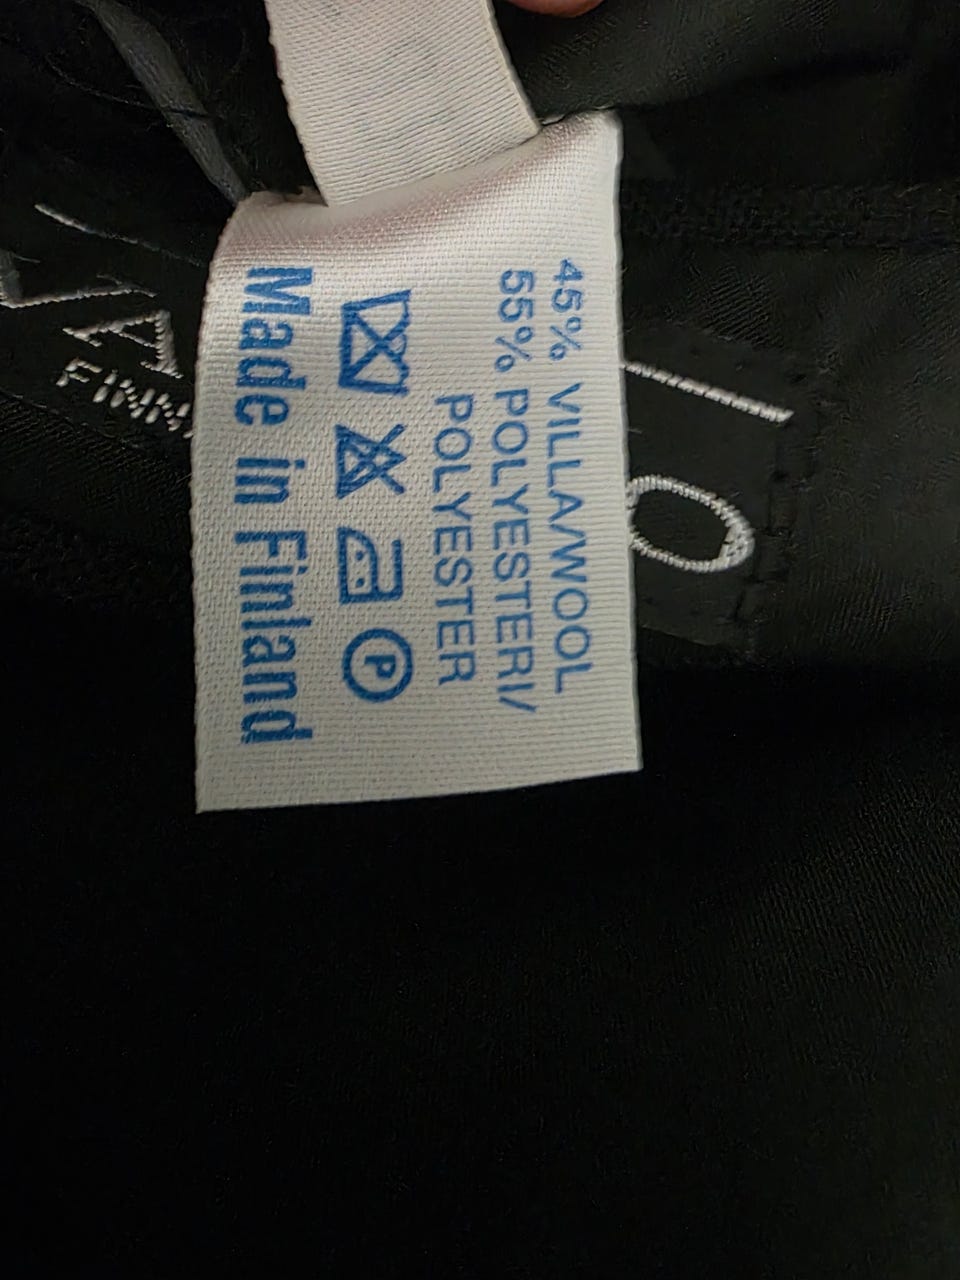 45% VILLA/WOOL
55% POLYESTERI/
POLYESTER
P
Made in Finland